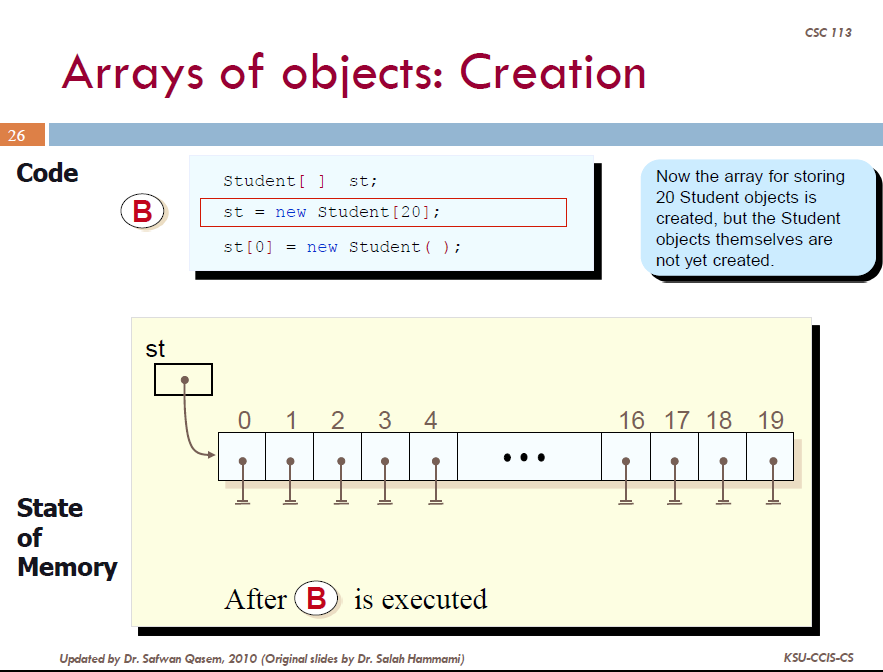 CSC 113
Arrays of objects: Creation
26
Code
B
Student[ ]  st;
st = new Student[20];
st[0] = new Student( );
Now the array for storing
20 Student objects is
created, but the Student
objects themselves are
not yet created.
st
0 1 2 3 4 16 17 18 19
• • •
State
of
Memory
After B is executed
Updated by Dr. Safwan Qasem, 2010 (Original slides by Dr. Salah Hammami)
KSU-CCIS-CS